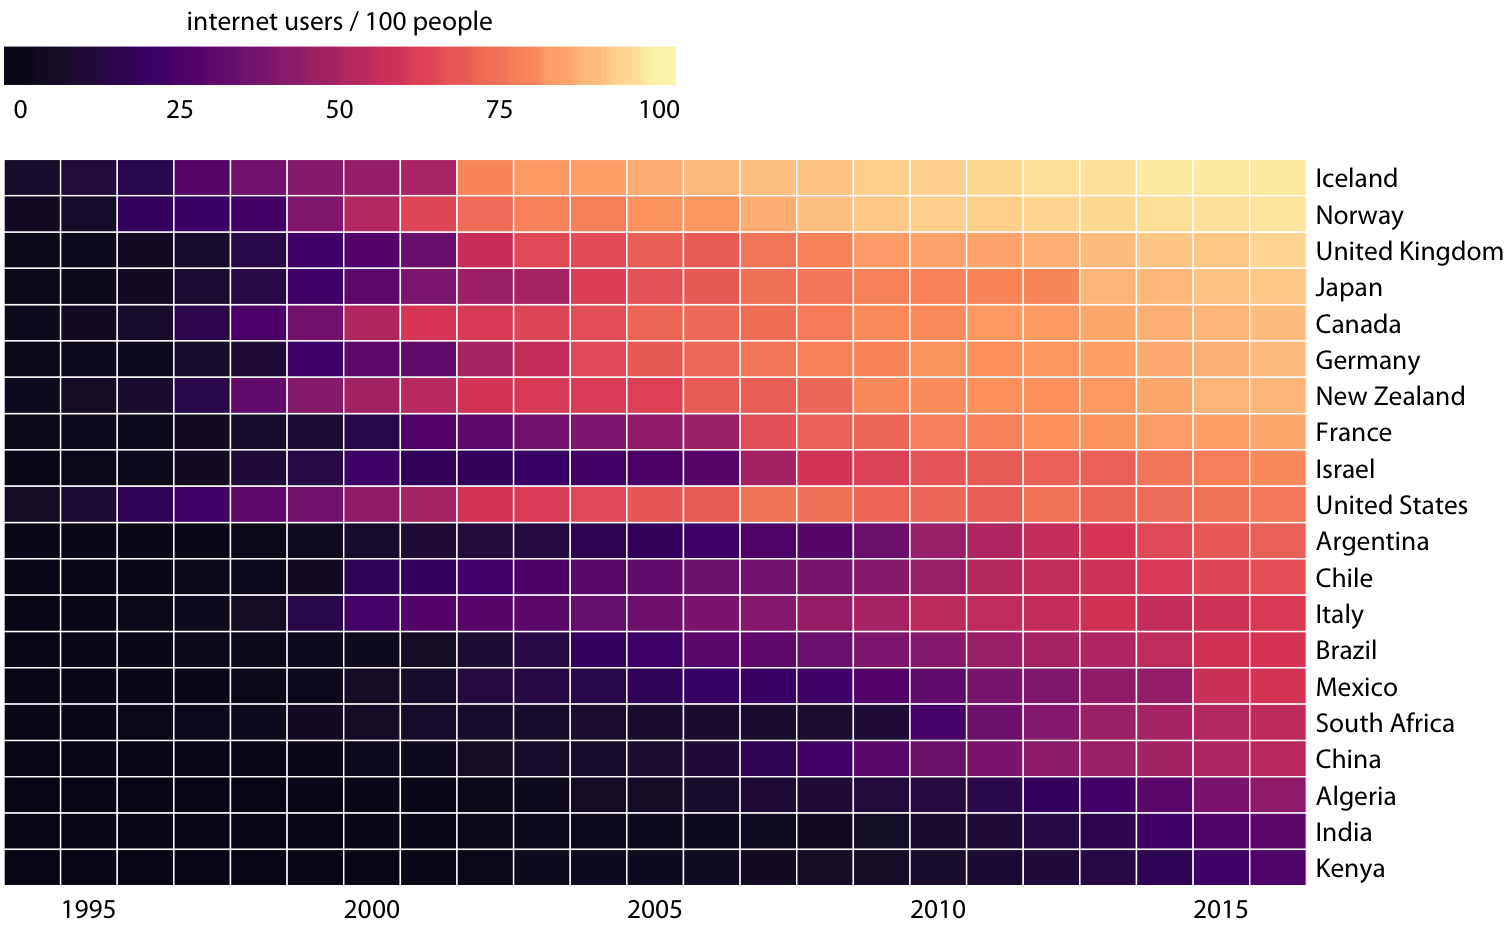 internet users / 100 people
0 25 50 75 100
Iceland
Norway
United Kingdom
Japan
Canada
Germany
New Zealand
France
Israel
United States
Argentina
Chile
Italy
Brazil
Mexico
South Africa
China
Algeria
India
Kenya
1995 2000 2005 2010 2015